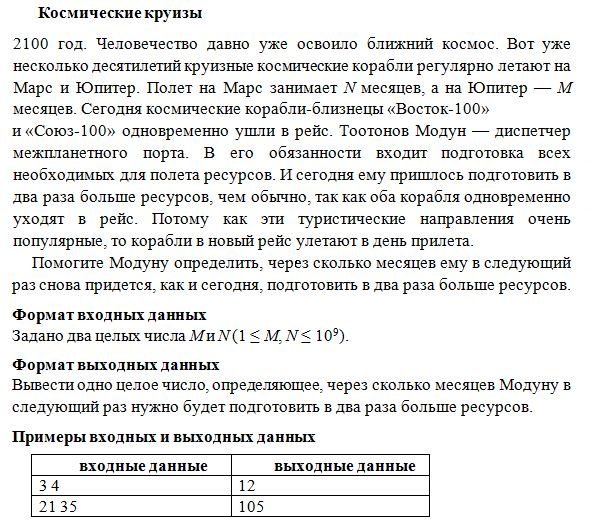 Космические круизы
2100 год. Человечество давно уже освоило ближний космос. Вот уже
несколько десятилетий круизные космические корабли регулярно летают на
Марс и Юпитер. Полет на Марс занимает N месяцев, а на Юпитер — M
месяцев. Сегодня космические корабли-близнецы «Восток-100»
и «Союз-100» одновременно ушли в рейс. Тоотонов Модун — диспетчер
межпланетного порта. В его обязанности входит подготовка всех
необходимых для полета ресурсов. И сегодня ему пришлось подготовить в
два раза больше ресурсов, чем обычно, так как оба корабля одновременно
уходят в рейс. Потому как эти туристические направления очень
популярные, то корабли в новый рейс улетают в день прилета.
Помогите Модуну определить, через сколько месяцев ему в следующий
раз снова придется, как и сегодня, подготовить в два раза больше ресурсов.
Формат входных данных
Задано два целых числа M и N (1 ≤ M, N ≤ 10⁹).
Формат выходных данных
Вывести одно целое число, определяющее, через сколько месяцев Модуну в
следующий раз нужно будет подготовить в два раза больше ресурсов.
Примеры входных и выходных данных
входные данные выходные данные
3 4 12
21 35 105